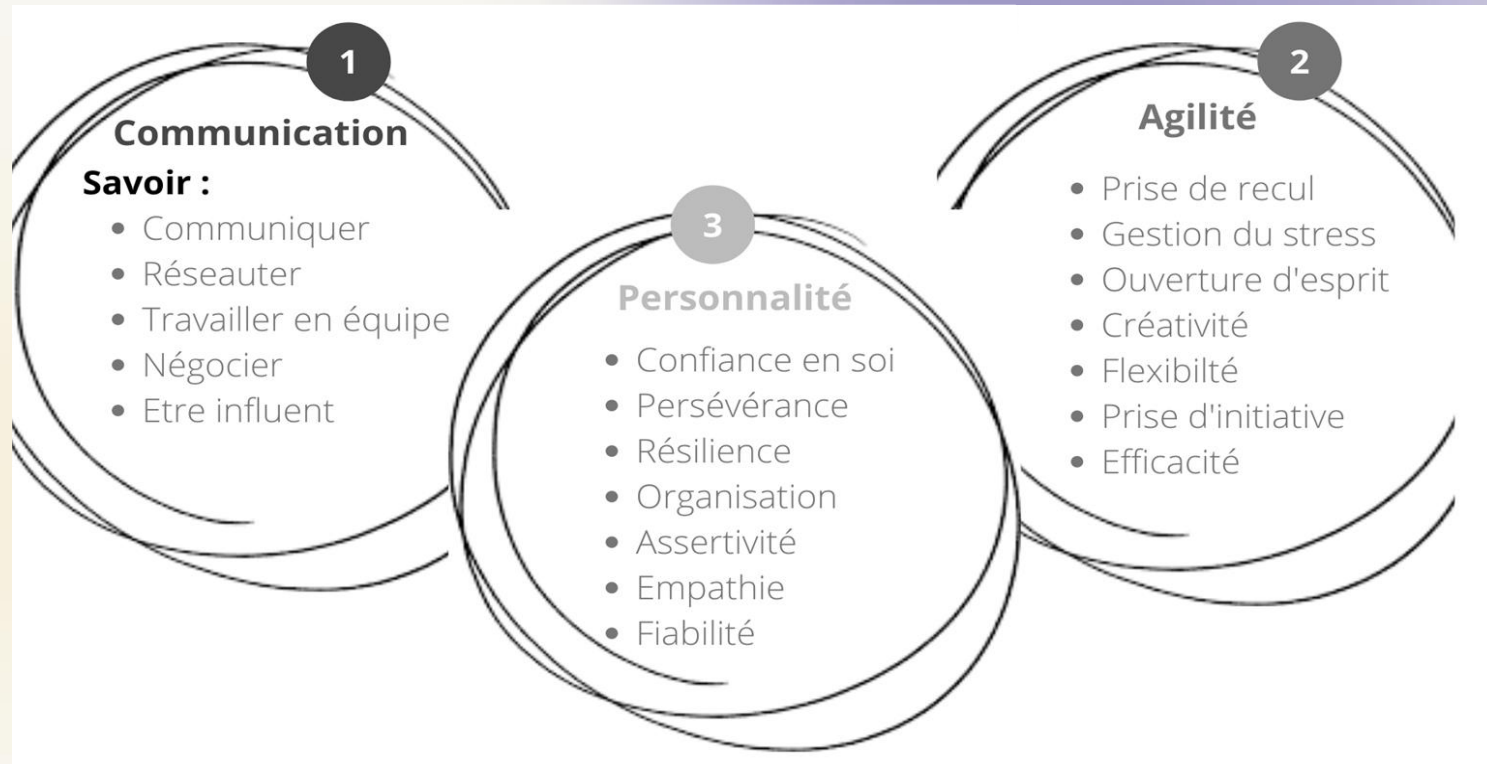 1
Communication
Savoir :
• Communiquer
• Réseauter
• Travailler en équipe
• Négocier
• Etre influent
2
Agilité
• Prise de recul
• Gestion du stress
• Ouverture d'esprit
• Créativité
• Flexibilté
• Prise d'initiative
• Efficacité
3
Personnalité
• Confiance en soi
• Persévérance
• Résilience
• Organisation
• Assertivité
• Empathie
• Fiabilité